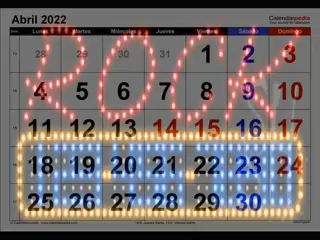 Abril 2022
Calendarpedia
Lunes Martes Miércoles Jueves Viernes Sábado Domingo
28 29 30 31 1 2 3
ROCK
4 5 6 7 8 9 10
11 12 13 14 15 16 17
18 19 20 21 22 23 24
25 26 27 28 29 30